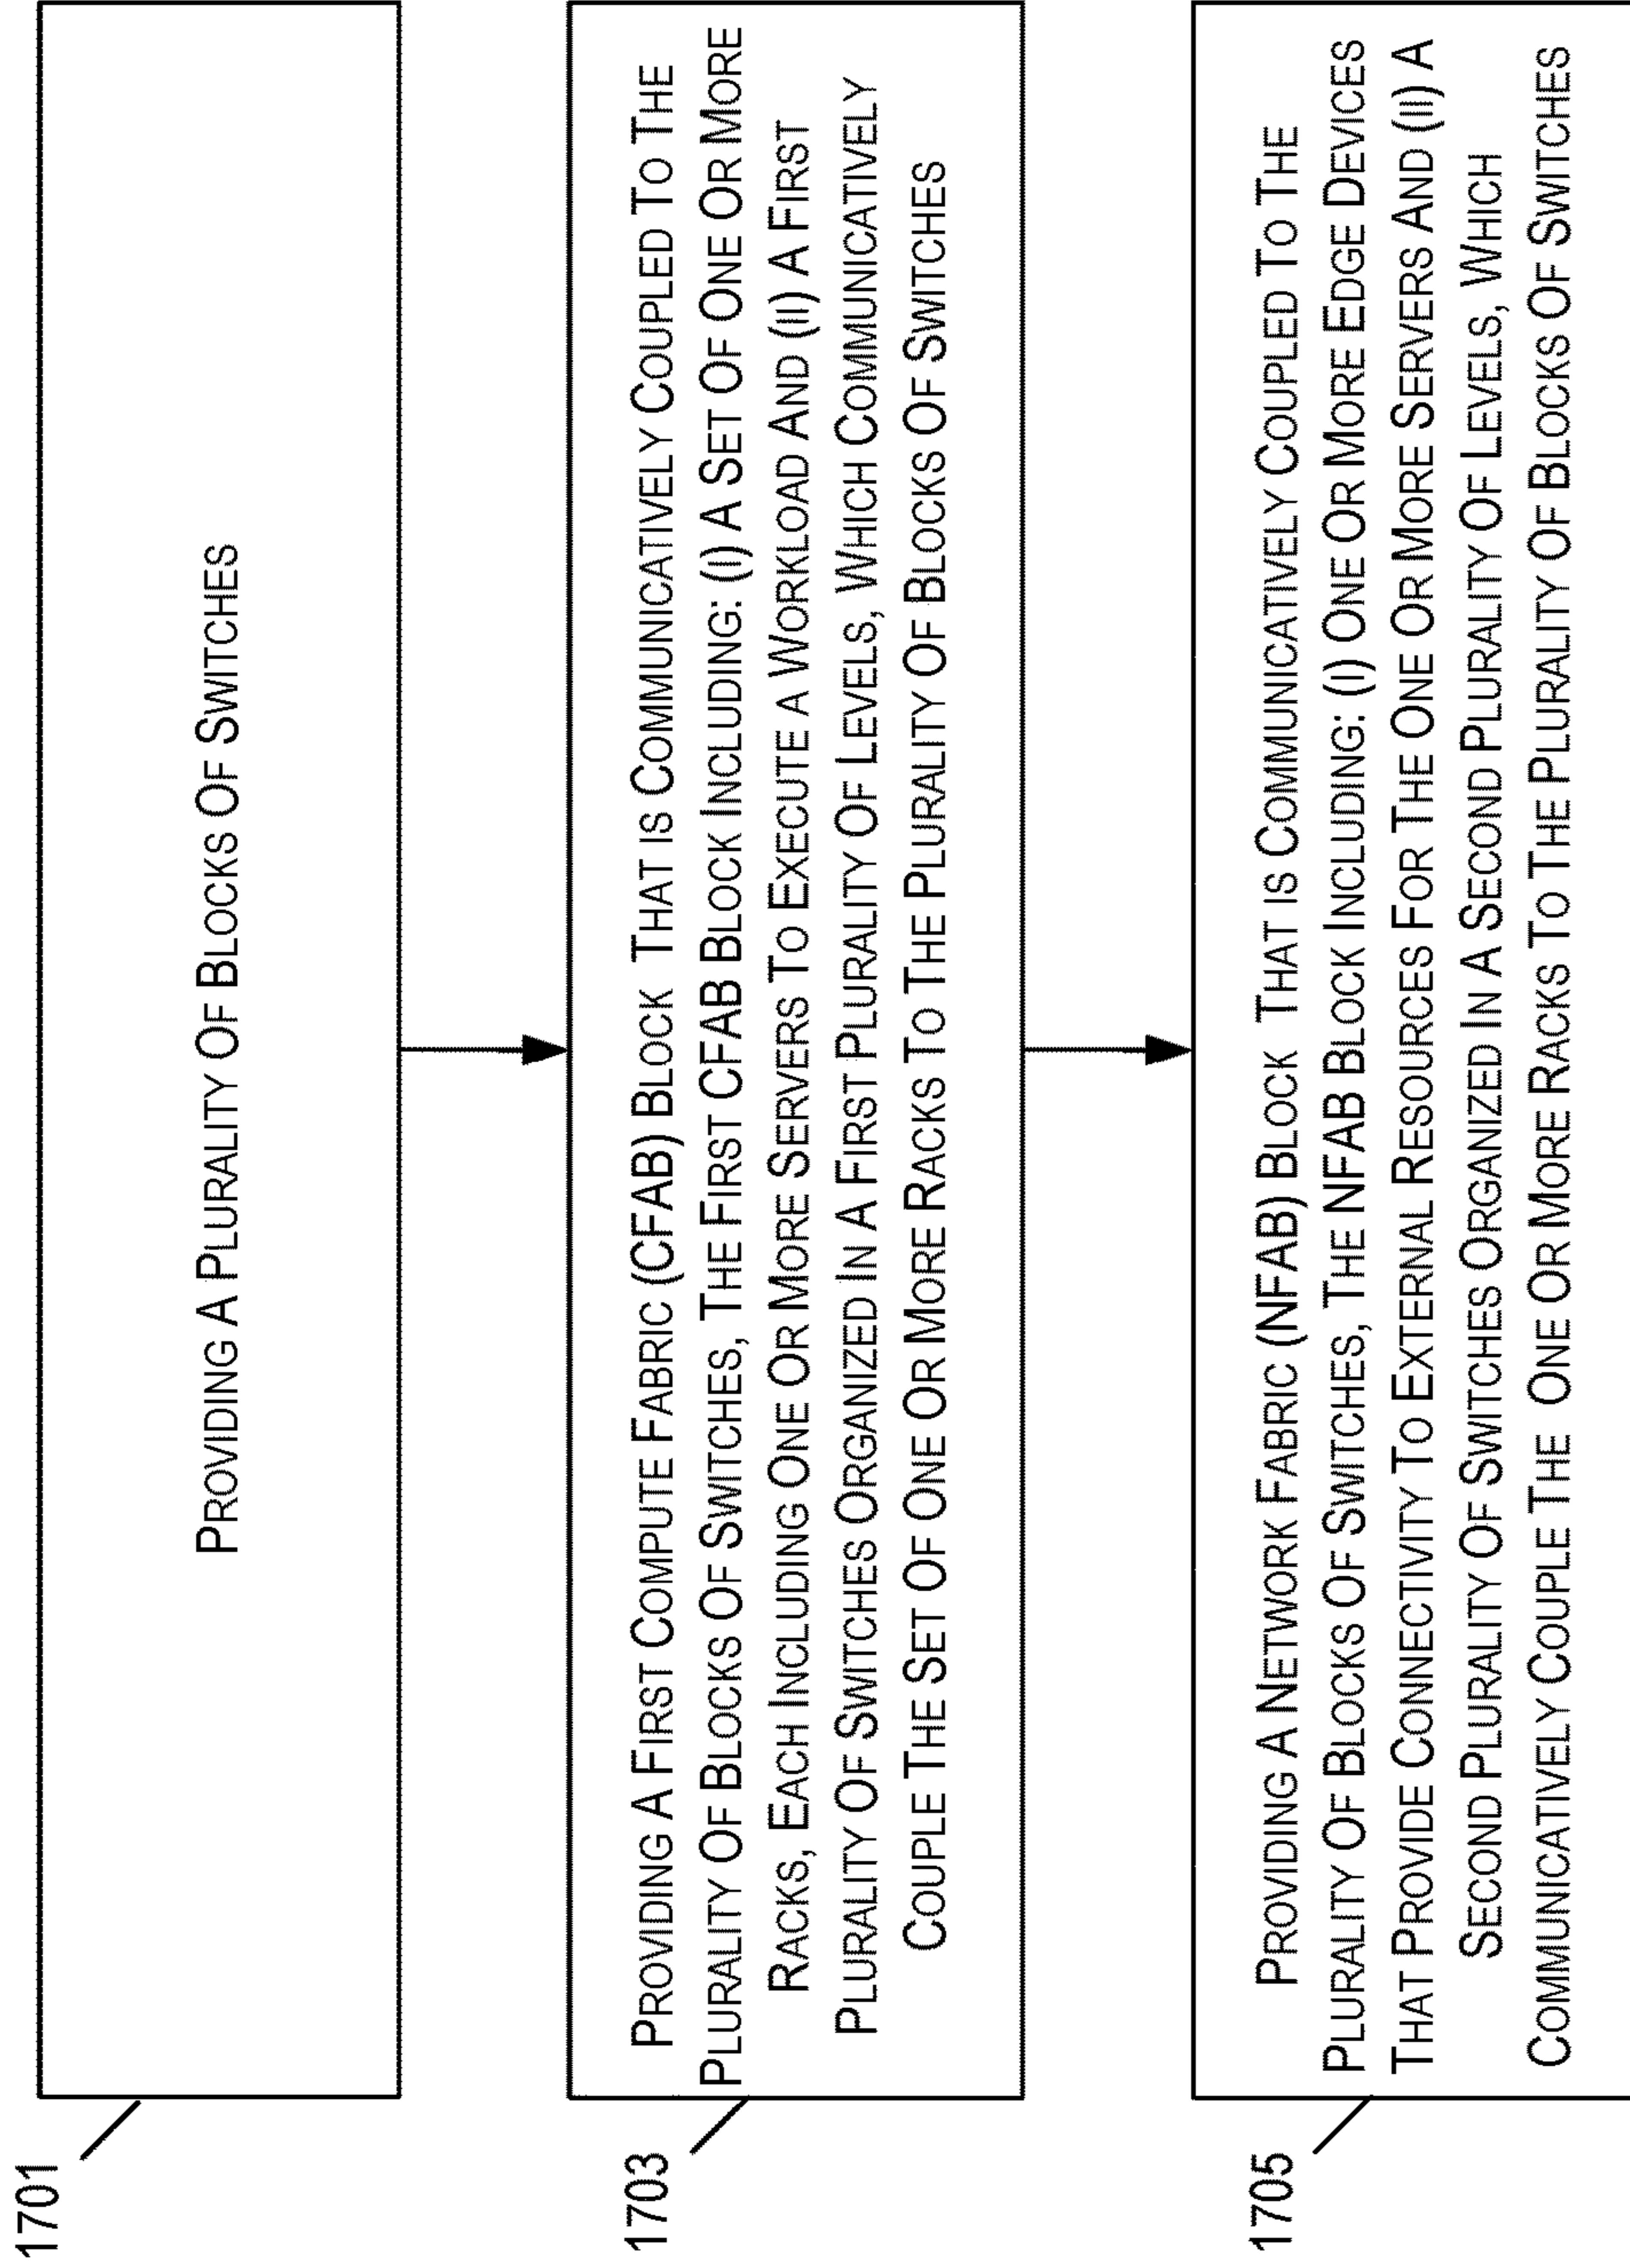 1701
PROVIDING A PLURALITY OF BLOCKS OF SWITCHES
1703
PROVIDING A FIRST COMPUTE FABRIC (CFAB) BLOCK THAT IS COMMUNICATIVELY COUPLED TO THE
PLURALITY OF BLOCKS OF SWITCHES, THE FIRST CFAB BLOCK INCLUDING: (I) A SET OF ONE OR MORE
RACKS, EACH INCLUDING ONE OR MORE SERVERS TO EXECUTE A WORKLOAD AND (II) A FIRST
PLURALITY OF SWITCHES ORGANIZED IN A FIRST PLURALITY OF LEVELS, WHICH COMMUNICATIVELY
COUPLE THE SET OF ONE OR MORE RACKS TO THE PLURALITY OF BLOCKS OF SWITCHES
1705
PROVIDING A NETWORK FABRIC (NFAB) BLOCK THAT IS COMMUNICATIVELY COUPLED TO THE
PLURALITY OF BLOCKS OF SWITCHES, THE NFAB BLOCK INCLUDING: (I) ONE OR MORE EDGE DEVICES
THAT PROVIDE CONNECTIVITY TO EXTERNAL RESOURCES FOR THE ONE OR MORE SERVERS AND (II) A
SECOND PLURALITY OF SWITCHES ORGANIZED IN A SECOND PLURALITY OF LEVELS, WHICH
COMMUNICATIVELY COUPLE THE ONE OR MORE RACKS TO THE PLURALITY OF BLOCKS OF SWITCHES